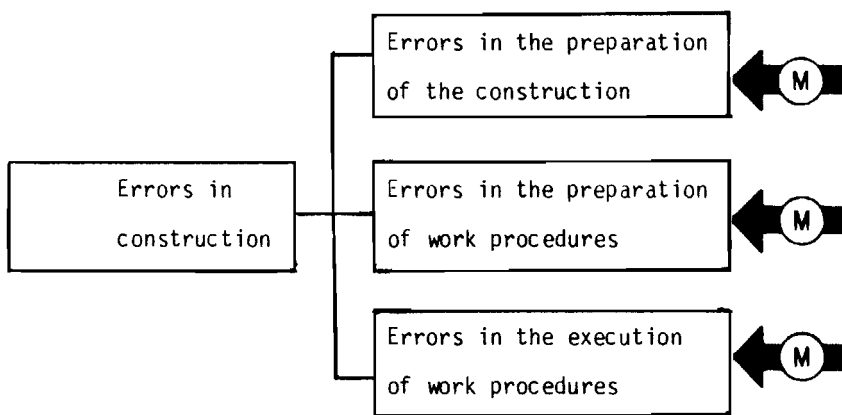 Errors in the preparation
of the construction
M
Errors in
construction
Errors in the preparation
of work procedures
M
Errors in the execution
of work procedures
M